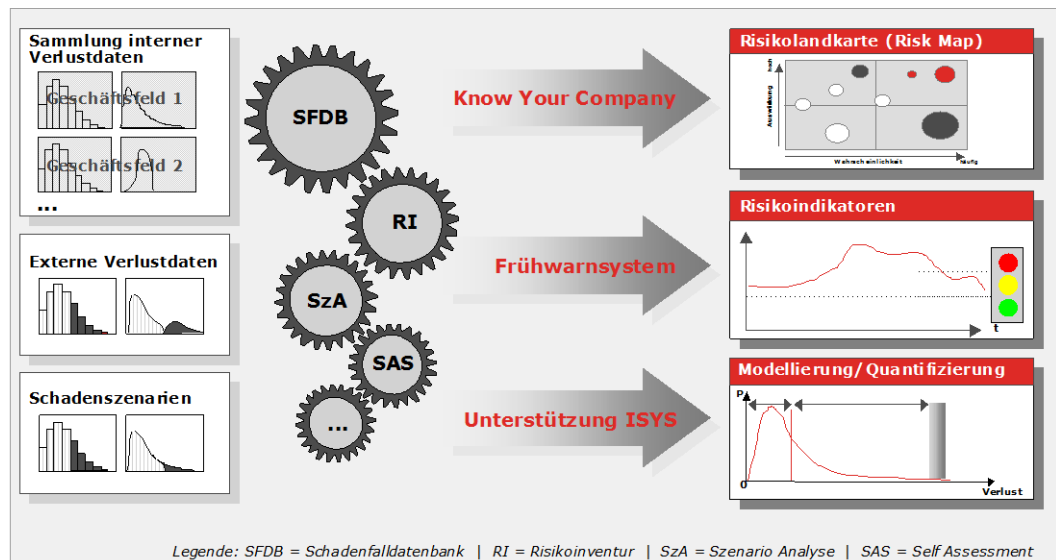 Sammlung interner
Verlustdaten
Geschäftsfeld 1
Geschäftsfeld 2
...
Externe Verlustdaten
Schadenszenarien
SFDB
RI
SzA
SAS
...
Know Your Company
Frühwarnsystem
Unterstützung ISYS
Risikolandkarte (Risk Map)
hoch
Auswirkung
Wahrscheinlichkeit
häufig
Risikoindikatoren
t
Modellierung/Quantifizierung
P
0
Verlust
Legende: SFDB = Schadenfalldatenbank | RI = Risikoinventur | SzA = Szenario Analyse | SAS = Self Assessment